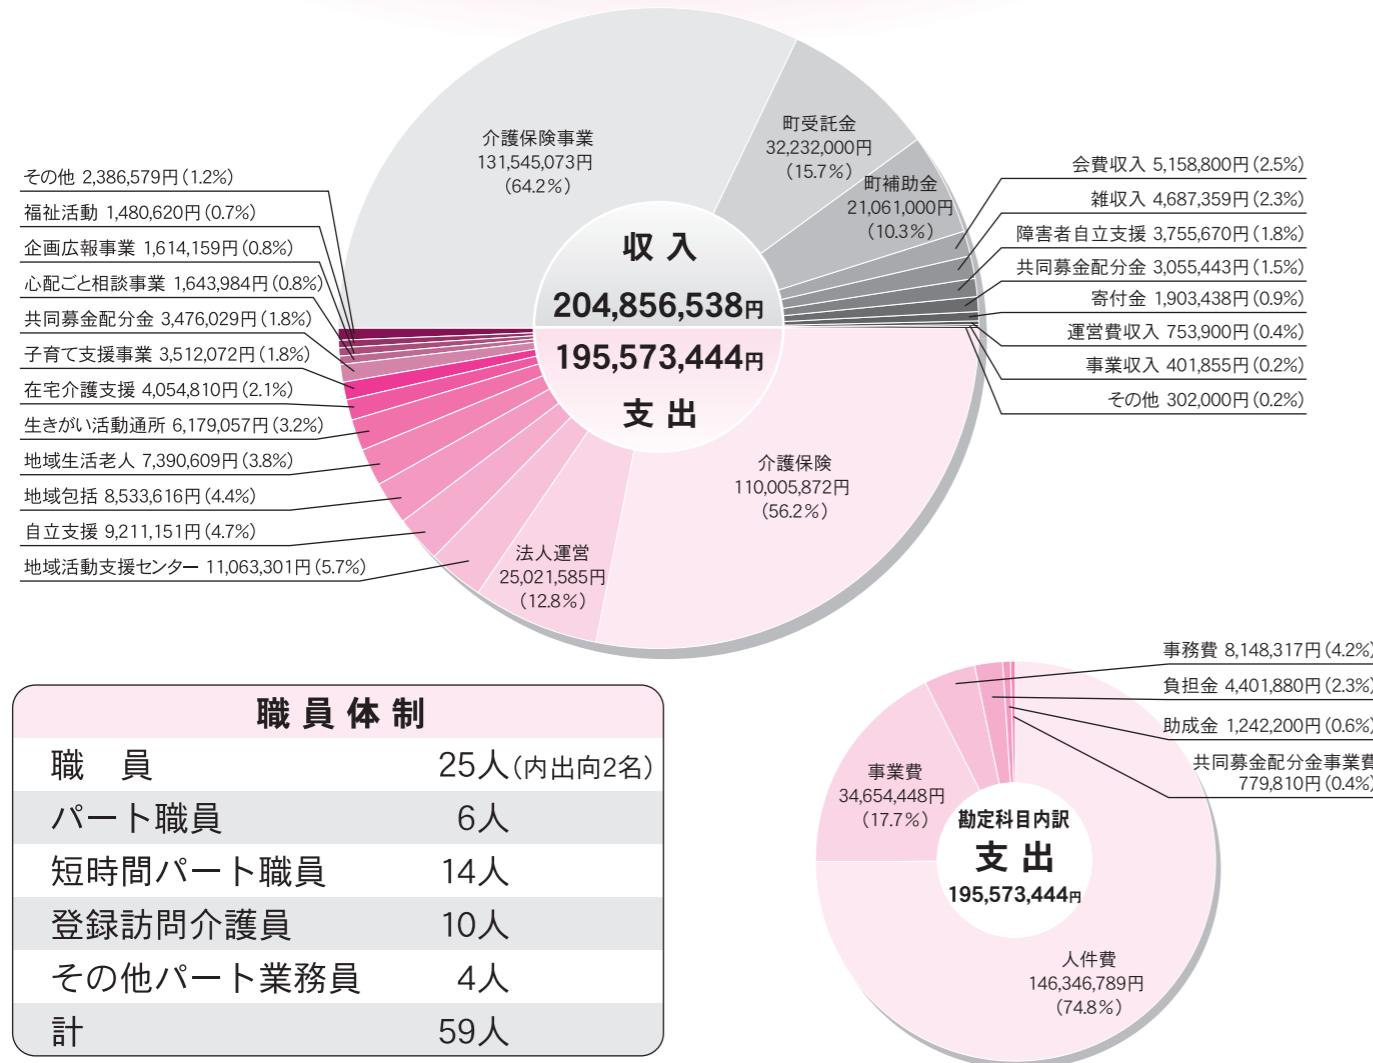 介護保険事業
131,545,073円
(64.2%)
町受託金
32,232,000円
(15.7%)
町補助金
21,061,000円
(10.3%)
会費収入 5,158,800円(2.5%)
雑収入 4,687,359円(2.3%)
障害者自立支援 3,755,670円(1.8%)
共同募金配分金 3,055,443円(1.5%)
寄付金 1,903,438円(0.9%)
運営費収入 753,900円(0.4%)
事業収入 401,855円(0.2%)
その他 302,000円(0.2%)
収入
204,856,538円
195,573,444円
支出
その他 2,386,579円(1.2%)
福祉活動 1,480,620円(0.7%)
企画広報事業 1,614,159円(0.8%)
心配ごと相談事業 1,643,984円(0.8%)
共同募金配分金 3,476,029円(1.8%)
子育て支援事業 3,512,072円(1.8%)
在宅介護支援 4,054,810円(2.1%)
生きがい活動通所 6,179,057円(3.2%)
地域生活老人 7,390,609円(3.8%)
地域包括 8,533,616円(4.4%)
自立支援 9,211,151円(4.7%)
地域活動支援センター 11,063,301円(5.7%)
法人運営
25,021,585円
(12.8%)
介護保険
110,005,872円
(56.2%)
職員体制
職 員 25人(内出向2名)
パート職員 6人
短時間パート職員 14人
登録訪問介護員 10人
その他パート業務員 4人
計 59人
事務費 8,148,317円(4.2%)
負担金 4,401,880円(2.3%)
助成金 1,242,200円(0.6%)
共同募金配分金事業費
779,810円(0.4%)
事業費
34,654,448円
(17.7%)
勘定科目内訳
支出
195,573,444円
人件費
146,346,789円
(74.8%)